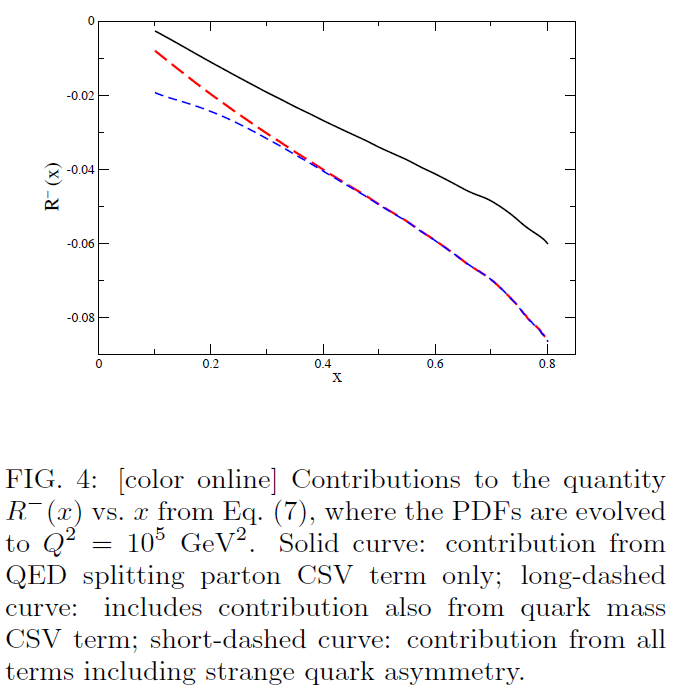 0
-0.02
-0.04
-0.06
-0.08
R⁻(x)
0
0.2
0.4
0.6
0.8
x
FIG. 4: [color online] Contributions to the quantity
R⁻(x) vs. x from Eq. (7), where the PDFs are evolved
to Q² = 10⁵ GeV². Solid curve: contribution from
QED splitting parton CSV term only; long-dashed
curve: includes contribution also from quark mass
CSV term; short-dashed curve: contribution from all
terms including strange quark asymmetry.